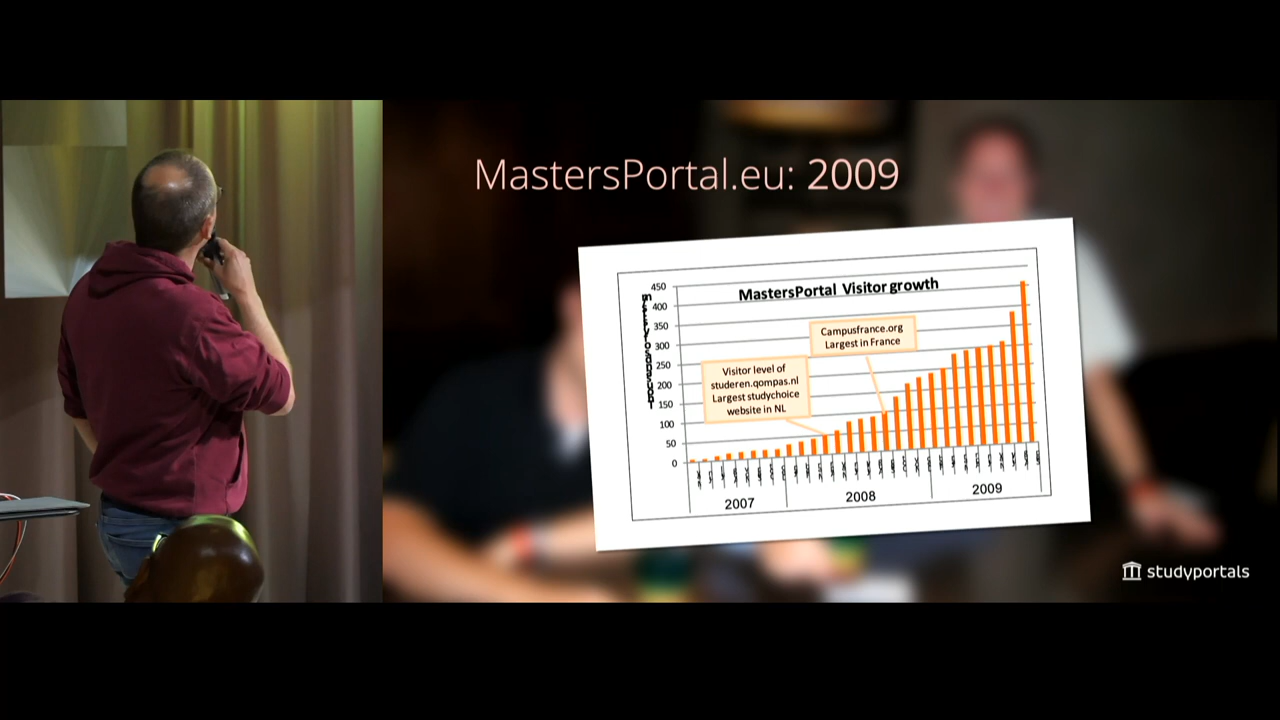 MastersPortal.eu: 2009
MastersPortal Visitor growth
450
400
350
300
250
200
150
100
50
0
Campusfrance.org
Largest in France
Visitor level of
studeren.qompas.nl
Largest studychoice
website in NL
2007
2008
2009
studyportals